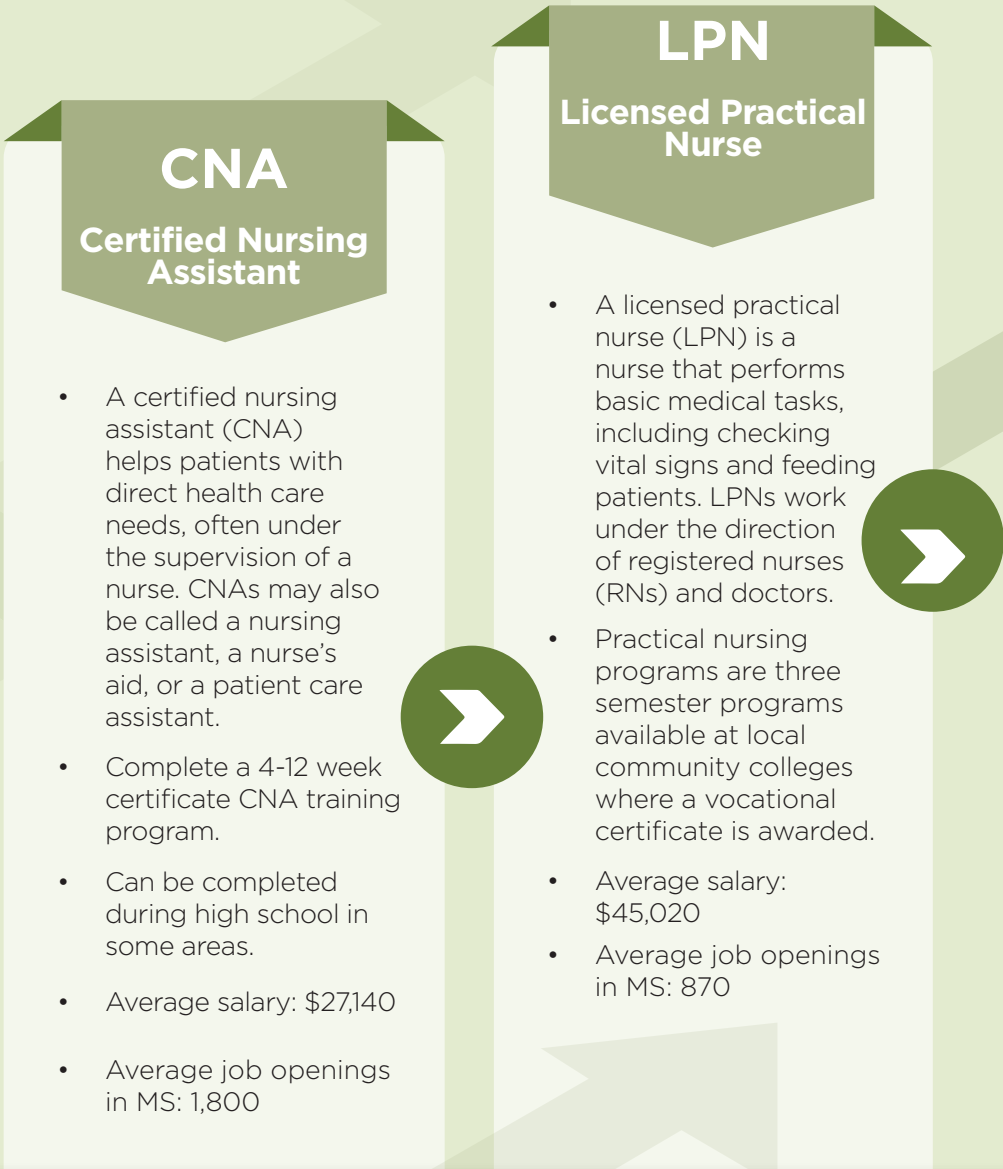 CNA
Certified Nursing
Assistant
• A certified nursing
assistant (CNA)
helps patients with
direct health care
needs, often under
the supervision of a
nurse. CNAs may also
be called a nursing
assistant, a nurse’s
aid, or a patient care
assistant.
• Complete a 4-12 week
certificate CNA training
program.
• Can be completed
during high school in
some areas.
• Average salary: $27,140
• Average job openings
in MS: 1,800
LPN
Licensed Practical
Nurse
• A licensed practical
nurse (LPN) is a
nurse that performs
basic medical tasks,
including checking
vital signs and feeding
patients. LPNs work
under the direction
of registered nurses
(RNs) and doctors.
• Practical nursing
programs are three
semester programs
available at local
community colleges
where a vocational
certificate is awarded.
• Average salary:
$45,020
• Average job openings
in MS: 870